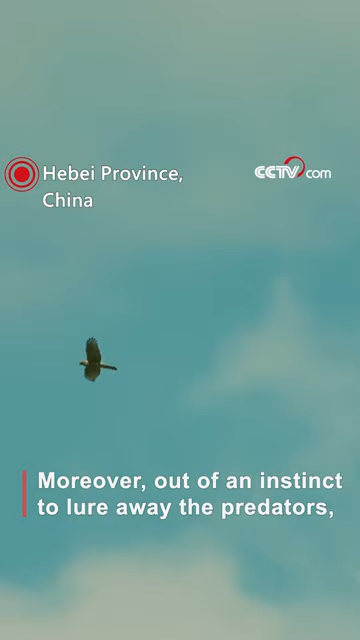 Hebei Province,
China
CCTV.com
Moreover, out of an instinct
to lure away the predators,